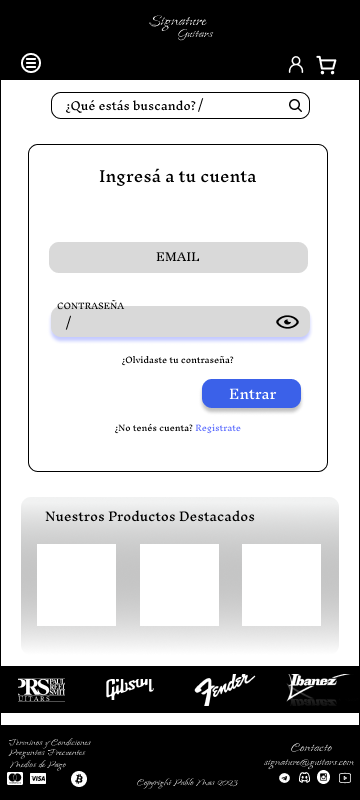 Signature
Guitars
¿Qué estás buscando? /
Ingresá a tu cuenta
EMAIL
CONTRASEÑA
/
¿Olvidaste tu contraseña?
Entrar
¿No tenés cuenta? Registrate
Nuestros Productos Destacados
PRS PAUL REED SMITH GUITARS
Gibson
Fender
Ibanez
Términos y Condiciones
Preguntas Frecuentes
Medios de Pago
VISA
Copyright Pablo Mas 2023
Contacto
signature@guitars.com